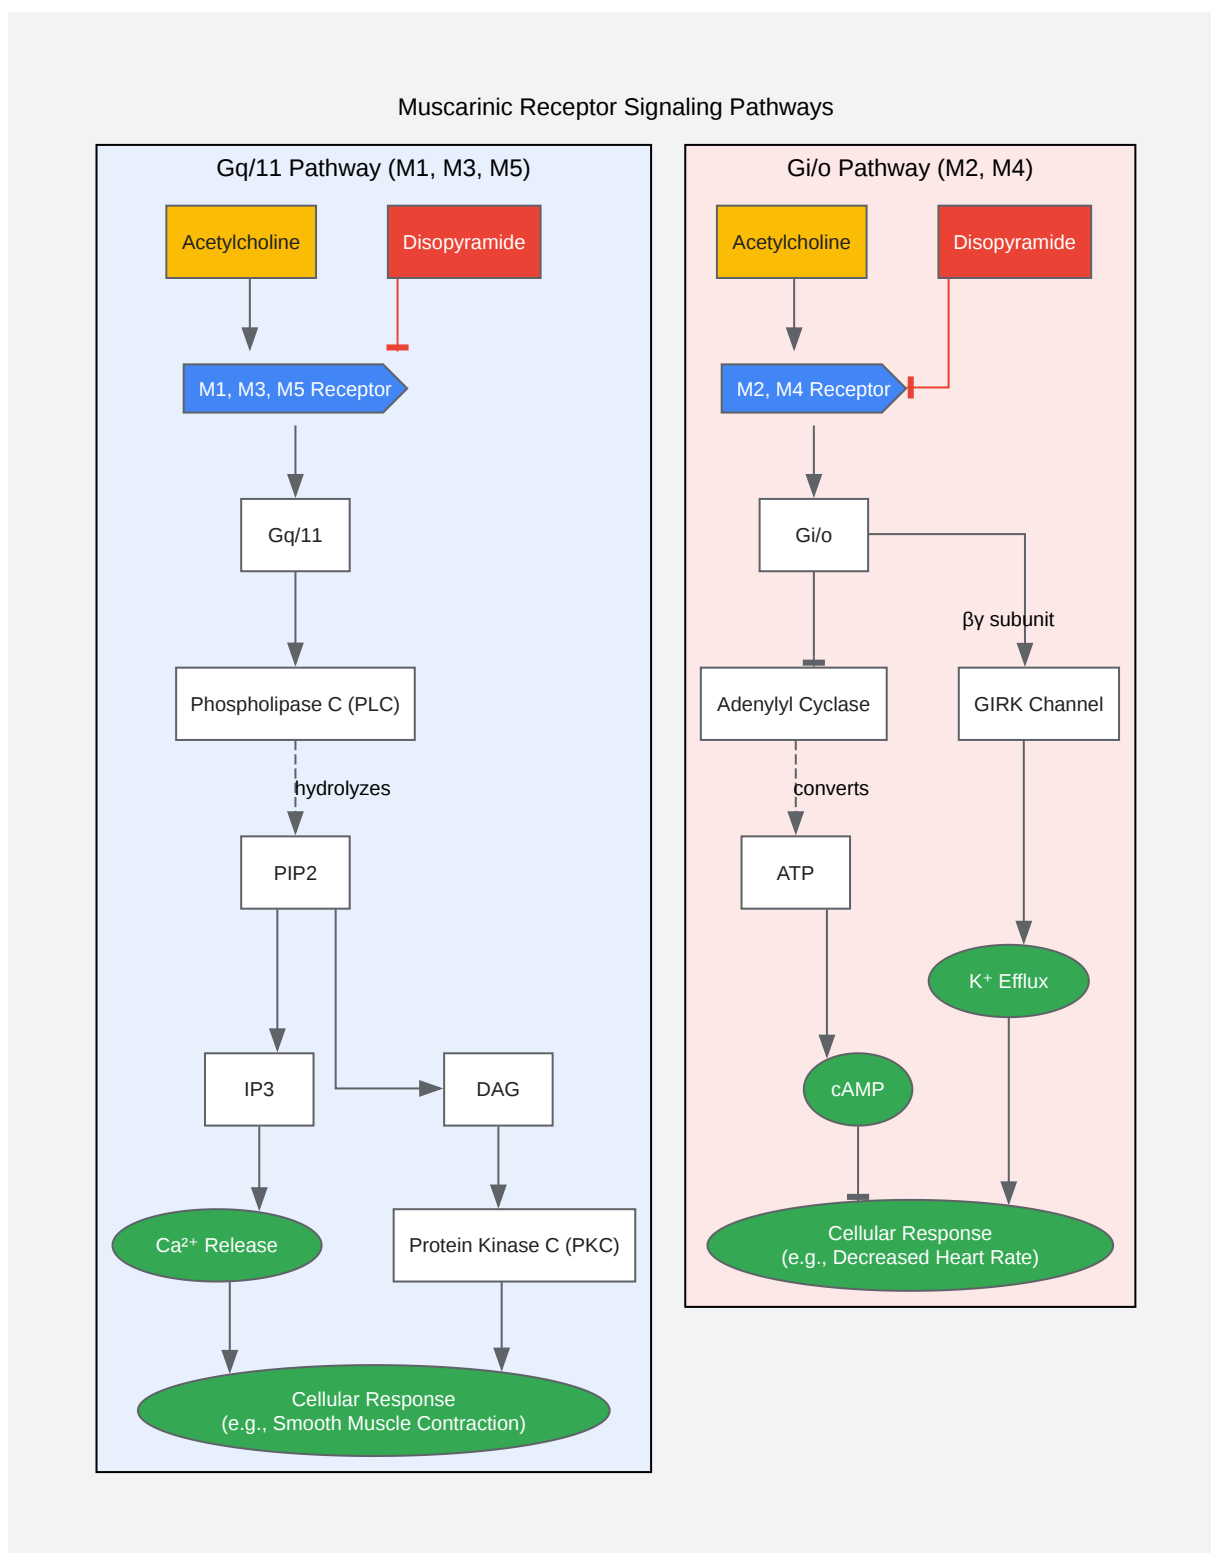 Muscarinic Receptor Signaling Pathways
Gq/11 Pathway (M1, M3, M5)
Acetylcholine
Disopyramide
M1, M3, M5 Receptor
Gq/11
Phospholipase C (PLC)
hydrolyzes
PIP2
IP3
DAG
Ca²⁺ Release
Protein Kinase C (PKC)
Cellular Response
(e.g., Smooth Muscle Contraction)
Gi/o Pathway (M2, M4)
Acetylcholine
Disopyramide
M2, M4 Receptor
Gi/o
βγ subunit
Adenylyl Cyclase
GIRK Channel
converts
ATP
K⁺ Efflux
cAMP
Cellular Response
(e.g., Decreased Heart Rate)